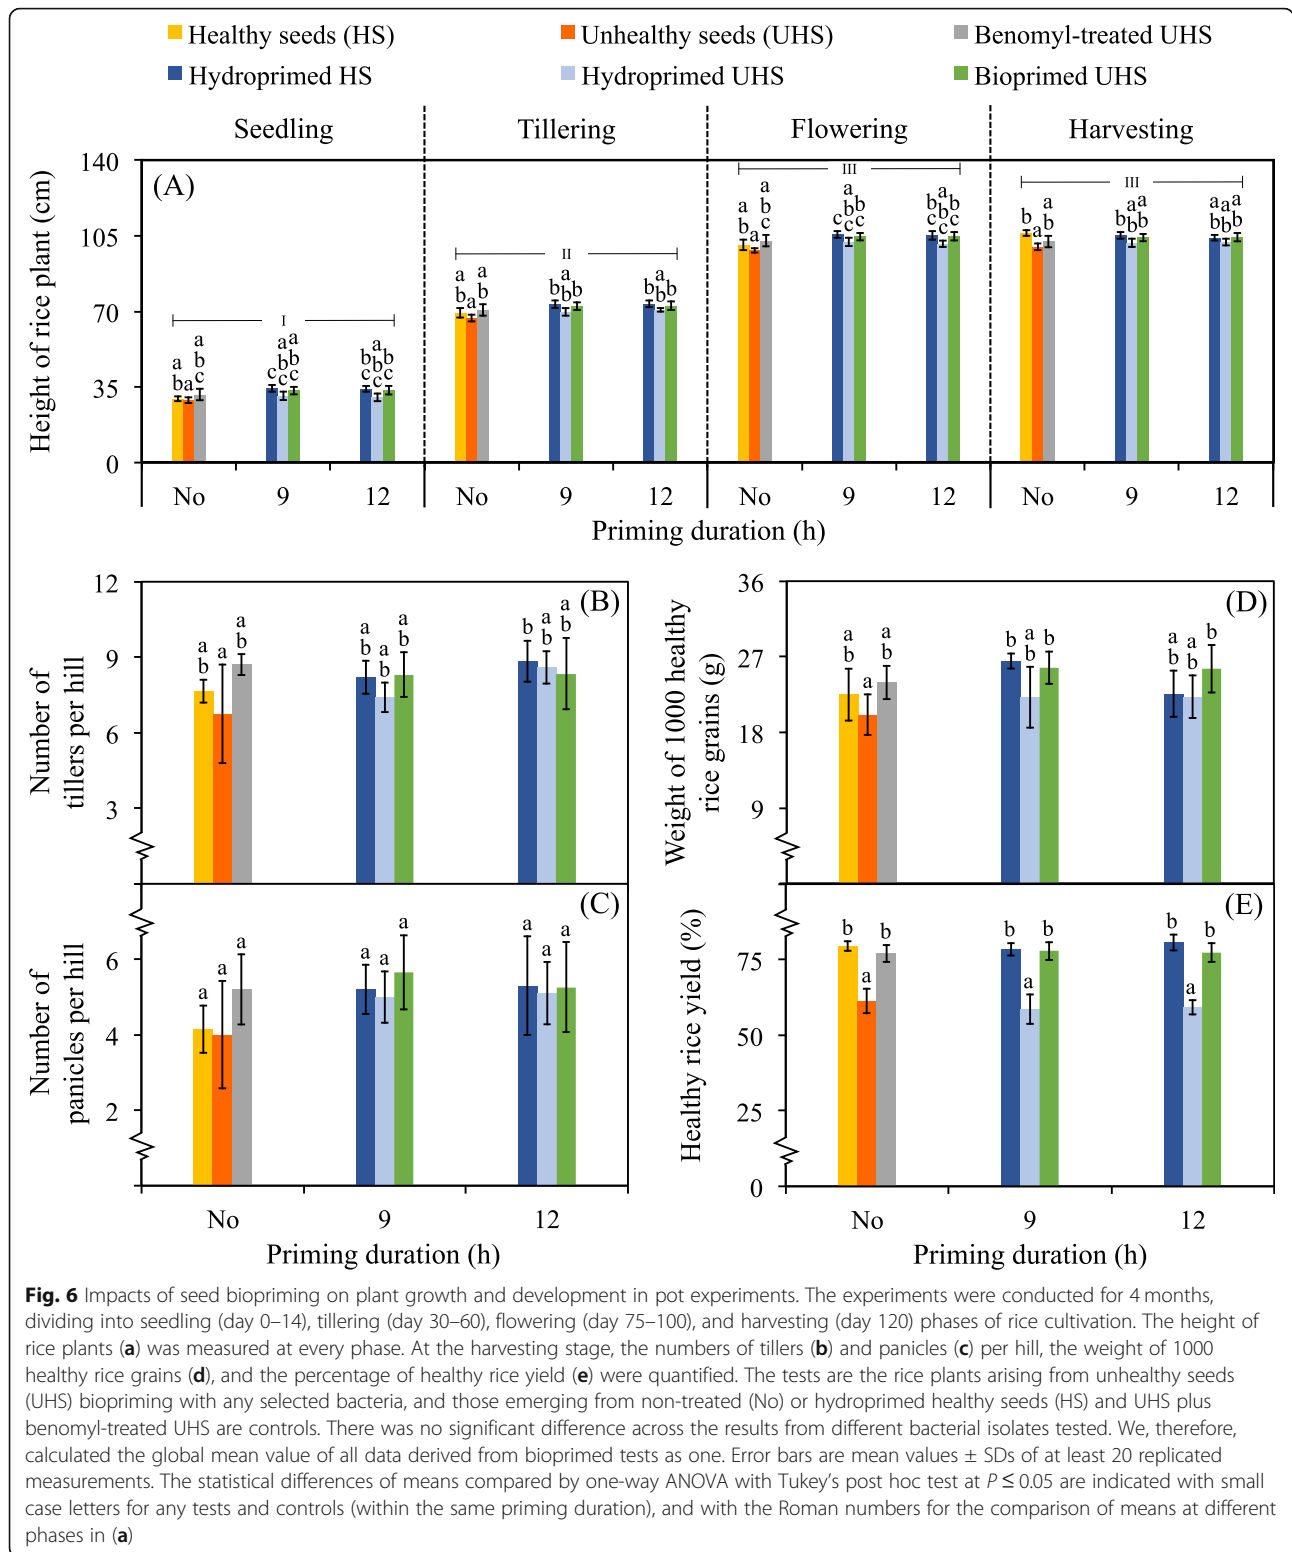 Healthy seeds (HS) Unhealthy seeds (UHS) Benomyl-treated UHS
Hydroprimed HS Hydroprimed UHS Bioprimed UHS
Seedling Tillering Flowering Harvesting
(A)
Height of rice plant (cm)
140
105
70
35
0
I
a a
b a b c
c a b c a b c
b c a b c b c
II
a b a a b
b a b b
b a b b
III
a b a a b c
c a b c b c
b c a b c b c
III
b a a b
b a b a b
a b a b a b
No 9 12 No 9 12 No 9 12 No 9 12
Priming duration (h)
(B)
Number of
tillers per hill
12
9
6
3
a b a b
a b a b a b
b a b a b
(C)
Number of
panicles per hill
6
4
2
a a a
a a a
a a a
No 9 12
Priming duration (h)
(D)
Weight of 1000 healthy
rice grains (g)
36
27
18
9
a b a a b
b a b b
a b a b b
(E)
Healthy rice yield (%)
75
50
25
0
b a b
b a b
b a b
No 9 12
Priming duration (h)
Fig. 6 Impacts of seed biopriming on plant growth and development in pot experiments. The experiments were conducted for 4 months,
dividing into seedling (day 0–14), tillering (day 30–60), flowering (day 75–100), and harvesting (day 120) phases of rice cultivation. The height of
rice plants (a) was measured at every phase. At the harvesting stage, the numbers of tillers (b) and panicles (c) per hill, the weight of 1000
healthy rice grains (d), and the percentage of healthy rice yield (e) were quantified. The tests are the rice plants arising from unhealthy seeds
(UHS) biopriming with any selected bacteria, and those emerging from non-treated (No) or hydroprimed healthy seeds (HS) and UHS plus
benomyl-treated UHS are controls. There was no significant difference across the results from different bacterial isolates tested. We, therefore,
calculated the global mean value of all data derived from bioprimed tests as one. Error bars are mean values ± SDs of at least 20 replicated
measurements. The statistical differences of means compared by one-way ANOVA with Tukey's post hoc test at P ≤ 0.05 are indicated with small
case letters for any tests and controls (within the same priming duration), and with the Roman numbers for the comparison of means at different
phases in (a)